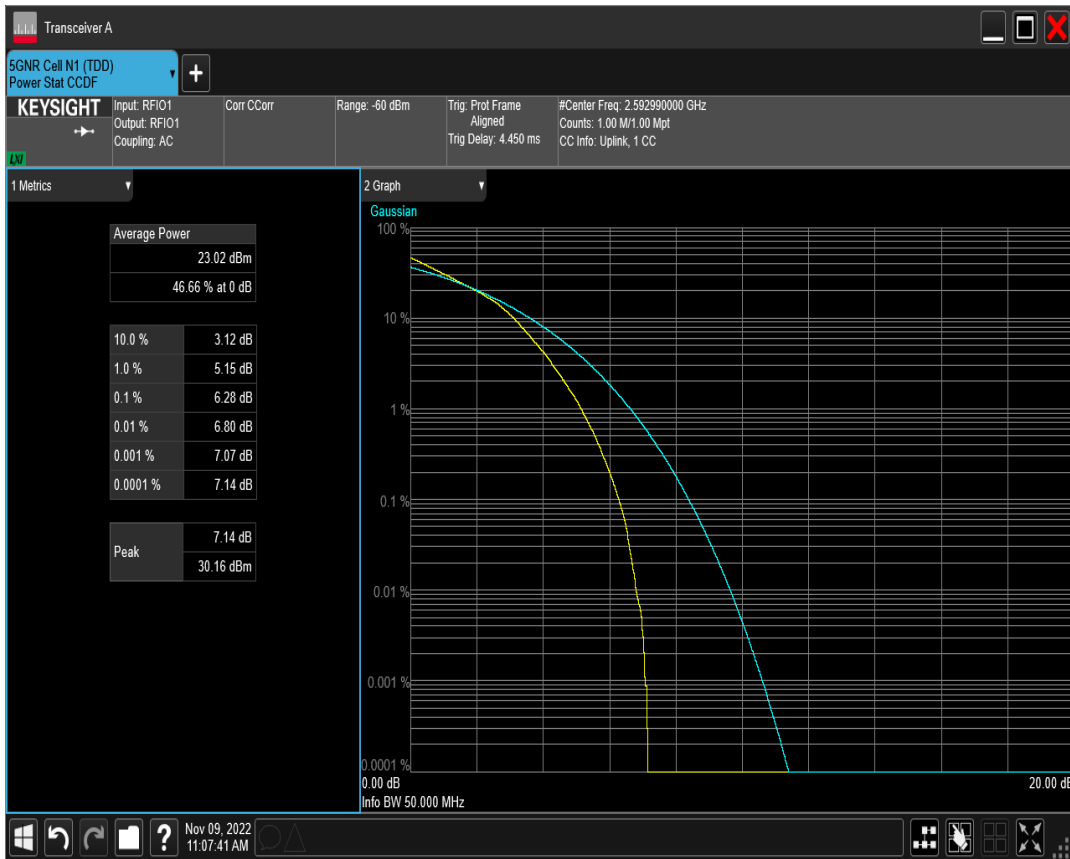 Transceiver A
5GNR Cell N1 (TDD)
Power Stat CCDF
+
KEYSIGHT
LXI
Input: RFIO1
Output: RFIO1
Coupling: AC
Corr CCorr
Range: -60 dBm
Trig: Prot Frame
Aligned
Trig Delay: 4.450 ms
#Center Freq: 2.592990000 GHz
Counts: 1.00 M/1.00 Mpt
CC Info: Uplink, 1 CC
1 Metrics
Average Power
23.02 dBm
46.66 % at 0 dB
10.0 % 3.12 dB
1.0 % 5.15 dB
0.1 % 6.28 dB
0.01 % 6.80 dB
0.001 % 7.07 dB
0.0001 % 7.14 dB
Peak
7.14 dB
30.16 dBm
2 Graph
Gaussian
100 %
10 %
1 %
0.1 %
0.01 %
0.001 %
0.0001 %
0.00 dB 20.00 dB
Info BW 50.000 MHz
?
Nov 09, 2022
11:07:41 AM